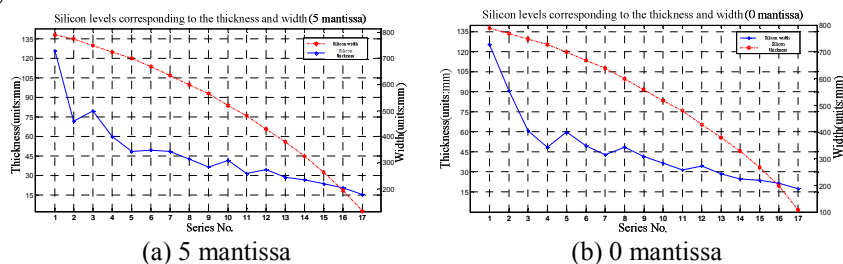 Silicon levels corresponding to the thickness and width (5 mantissa)
135
120
105
90
75
60
45
30
15
Thickness(units:mm)
800
700
600
500
400
300
200
Width(units:mm)
Silicon width
Silicon
thickness
1 2 3 4 5 6 7 8 9 10 11 12 13 14 15 16 17
Series No.
(a) 5 mantissa
Silicon levels corresponding to the thickness and width (0 mantissa)
135
120
105
90
75
60
45
30
15
Thickness(units:mm)
800
700
600
500
400
300
200
100
Width(units:mm)
Silicon width
Silicon
thickness
1 2 3 4 5 6 7 8 9 10 11 12 13 14 15 16 17
Series No.
(b) 0 mantissa